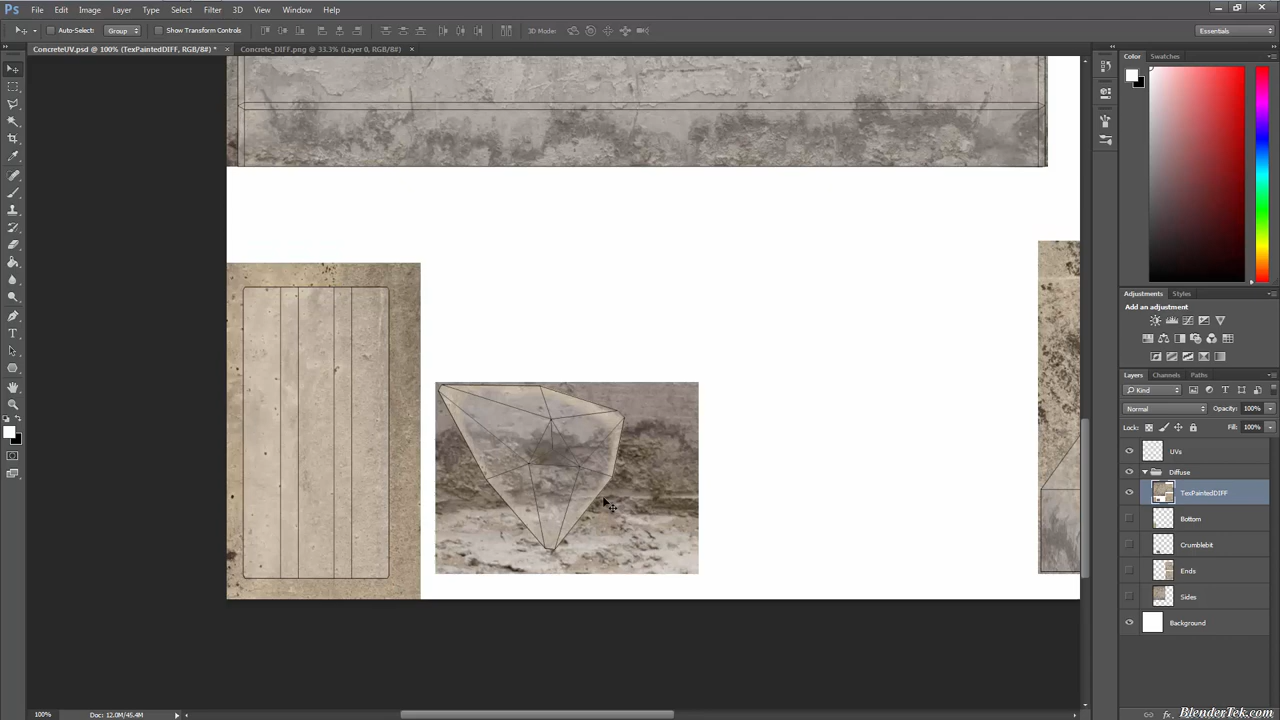 Ps File Edit Image Layer Type Select Filter 3D View Window Help
Auto-Select: Group Show Transform Controls 3D Mode: Essentials
ConcreteUV.psd @ 100% (TexPaintedDIFF, RGB/8#) * × Concrete_DIFF.png @ 33.3% (Layer 0, RGB/8#) ×
Color Swatches
Adjustments Styles
Add an adjustment
Layers Channels Paths
Kind
Normal Opacity: 100%
Lock: Fill: 100%
UVs
Diffuse
TexPaintedDIFF
Bottom
Crumblebit
Ends
Sides
Background
100% Doc: 12.0M/45.4M
fx
BlenderTek.com